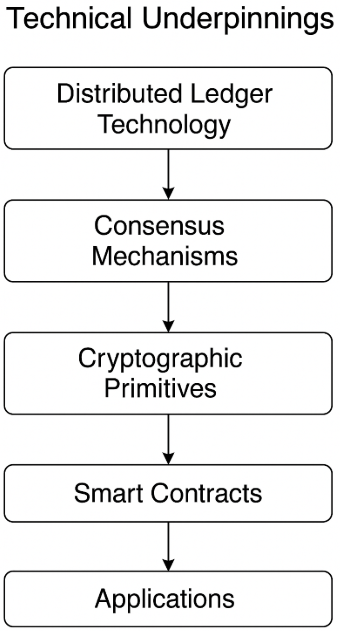 Technical Underpinnings
Distributed Ledger
Technology
Consensus
Mechanisms
Cryptographic
Primitives
Smart Contracts
Applications